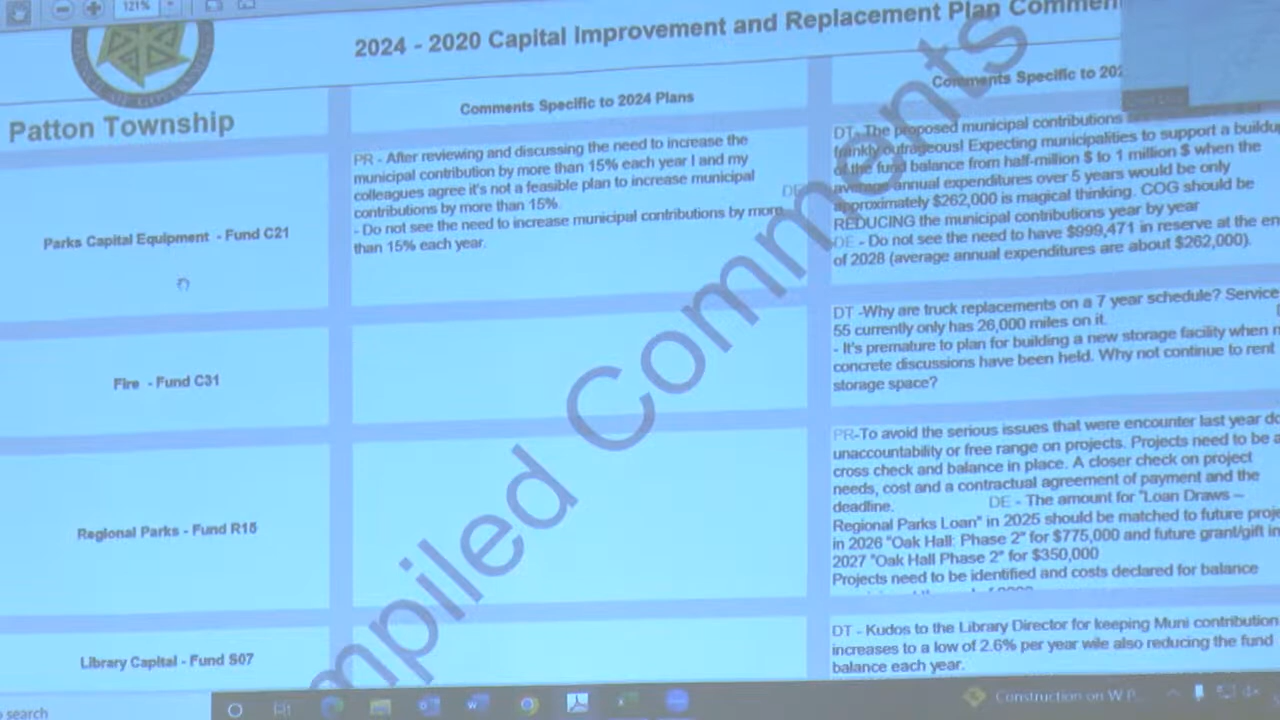 121%
2024 - 2020 Capital Improvement and Replacement Plan
Patton Township
Comments Specific to 2024 Plans
Comments Specific to
Parks Capital Equipment - Fund C21
PR - After reviewing and discussing the need to increase the
municipal contribution by more than 15% each year I and my
colleagues agree it's not a feasible plan to increase municipal
contributions by more than 15%.
- Do not see the need to increase municipal contributions by more
than 15% each year.
DE
DT- The proposed municipal contributions
frankly outrageous! Expecting municipalities to support a buildup
of the fund balance from half-million $ to 1 million $ when the
average annual expenditures over 5 years would be only
approximately $262,000 is magical thinking. COG should be
REDUCING the municipal contributions year by year
DE - Do not see the need to have $999,471 in reserve at the en
of 2028 (average annual expenditures are about $262,000).
Fire - Fund C31
DT -Why are truck replacements on a 7 year schedule? Service
55 currently only has 26,000 miles on it.
- It's premature to plan for building a new storage facility when n
concrete discussions have been held. Why not continue to rent
storage space?
Regional Parks - Fund R15
PR-To avoid the serious issues that were encounter last year do
unaccountability or free range on projects. Projects need to be a
cross check and balance in place. A closer check on project
needs, cost and a contractual agreement of payment and the
deadline. DE - The amount for "Loan Draws –
Regional Parks Loan" in 2025 should be matched to future proje
in 2026 "Oak Hall: Phase 2" for $775,000 and future grant/gift in
2027 "Oak Hall Phase 2" for $350,000
Projects need to be identified and costs declared for balance
Library Capital - Fund S07
DT - Kudos to the Library Director for keeping Muni contribution
increases to a low of 2.6% per year wile also reducing the fund
balance each year.
mpiled Comments
search
Construction on W P...